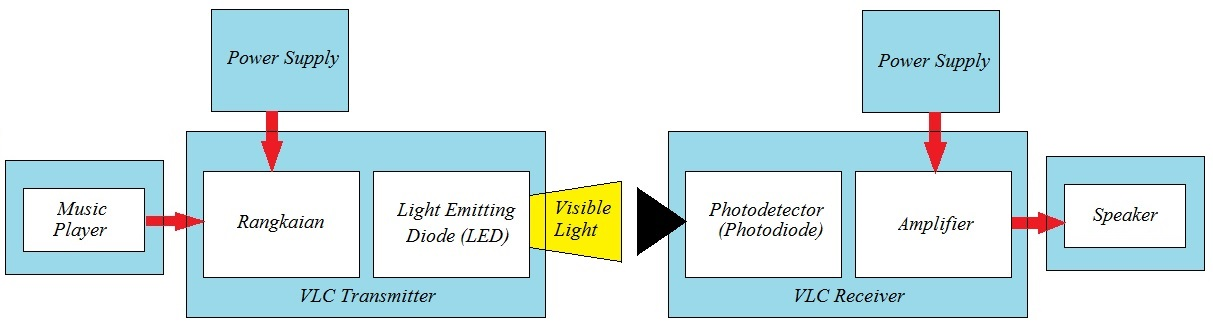 Power Supply
Power Supply
Music
Player
Rangkaian
Light Emitting
Diode (LED)
Visible
Light
Photodetector
(Photodiode)
Amplifier
Speaker
VLC Transmitter
VLC Receiver